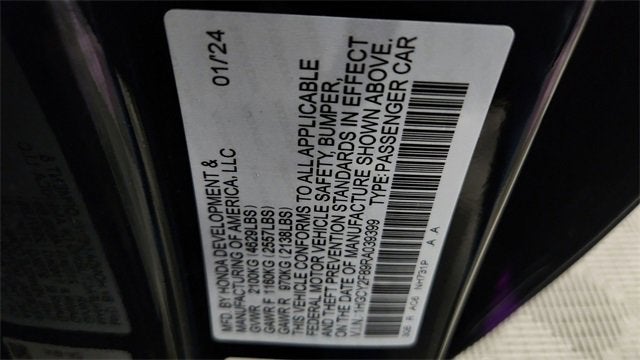 MFD. BY HONDA DEVELOPMENT &
MANUFACTURING OF AMERICA, LLC
01/24
GVWR 2100KG (4629LBS)
GAWR F 1160KG (2557LBS)
GAWR R 970KG (2138LBS)
THIS VEHICLE CONFORMS TO ALL APPLICABLE
FEDERAL MOTOR VEHICLE SAFETY, BUMPER,
AND THEFT PREVENTION STANDARDS IN EFFECT
ON THE DATE OF MANUFACTURE SHOWN ABOVE.
V.I.N.: 1HGCY2F89RA039399 TYPE: PASSENGER CAR
R AC6 NH731P A A